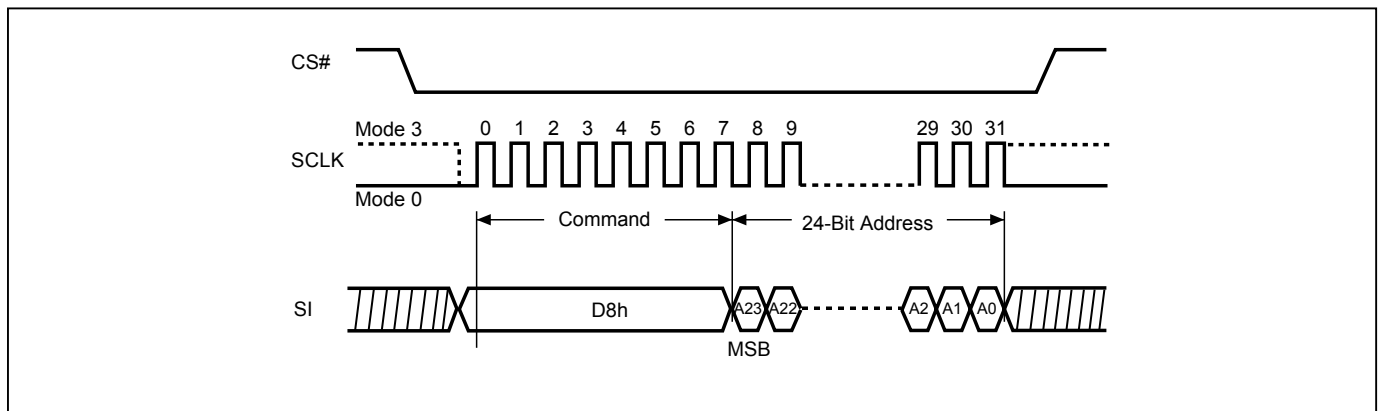 CS#
Mode 3
0 1 2 3 4 5 6 7 8 9 29 30 31
SCLK
Mode 0
Command 24-Bit Address
SI D8h A23 A22 A2 A1 A0
MSB